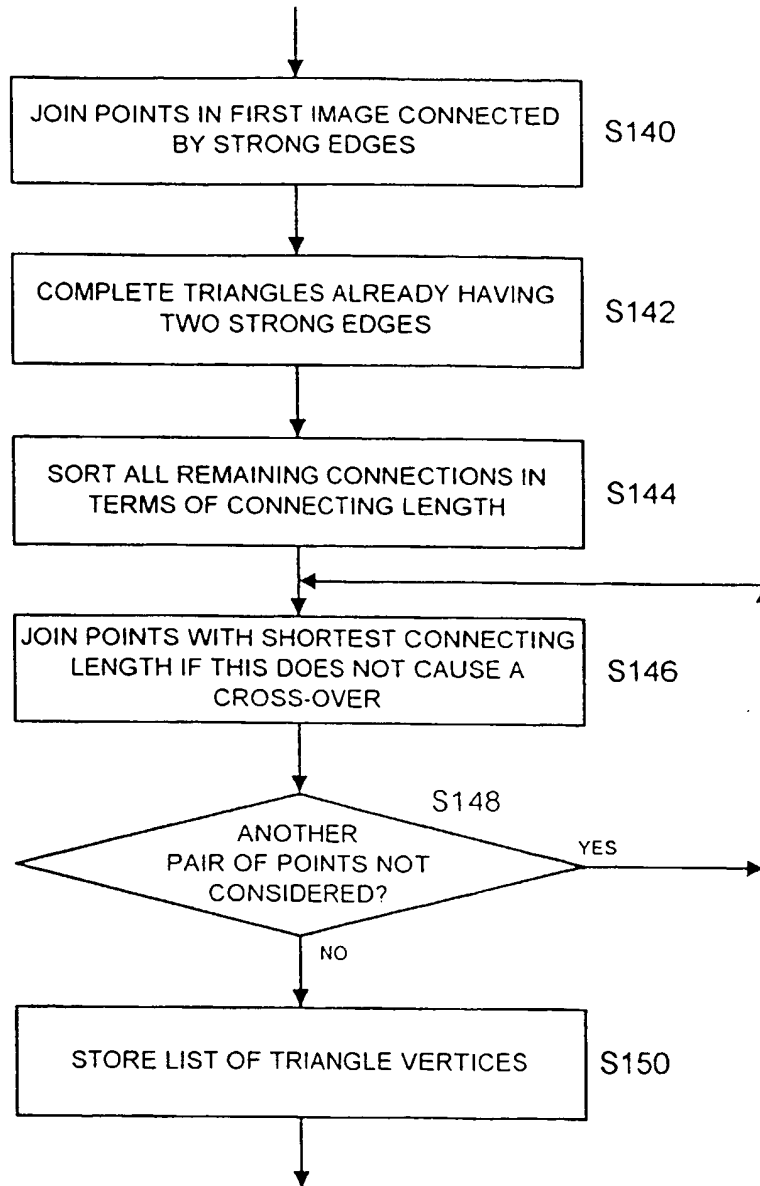 JOIN POINTS IN FIRST IMAGE CONNECTED
BY STRONG EDGES
S140
COMPLETE TRIANGLES ALREADY HAVING
TWO STRONG EDGES
S142
SORT ALL REMAINING CONNECTIONS IN
TERMS OF CONNECTING LENGTH
S144
JOIN POINTS WITH SHORTEST CONNECTING
LENGTH IF THIS DOES NOT CAUSE A
CROSS-OVER
S146
S148
ANOTHER
PAIR OF POINTS NOT
CONSIDERED?
YES
NO
STORE LIST OF TRIANGLE VERTICES
S150